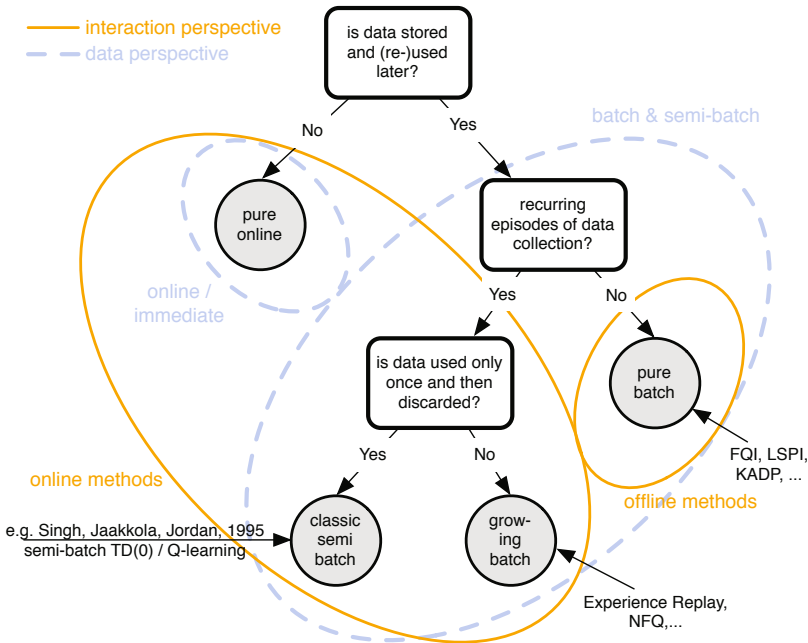 interaction perspective
data perspective
is data stored
and (re-)used
later?
No
Yes
batch & semi-batch
pure
online
recurring
episodes of data
collection?
online /
immediate
Yes
No
is data used only
once and then
discarded?
pure
batch
Yes
No
FQI, LSPI,
KADP, ...
online methods
offline methods
e.g. Singh, Jaakkola, Jordan, 1995
semi-batch TD(0) / Q-learning
classic
semi
batch
grow-
ing
batch
Experience Replay,
NFQ,...